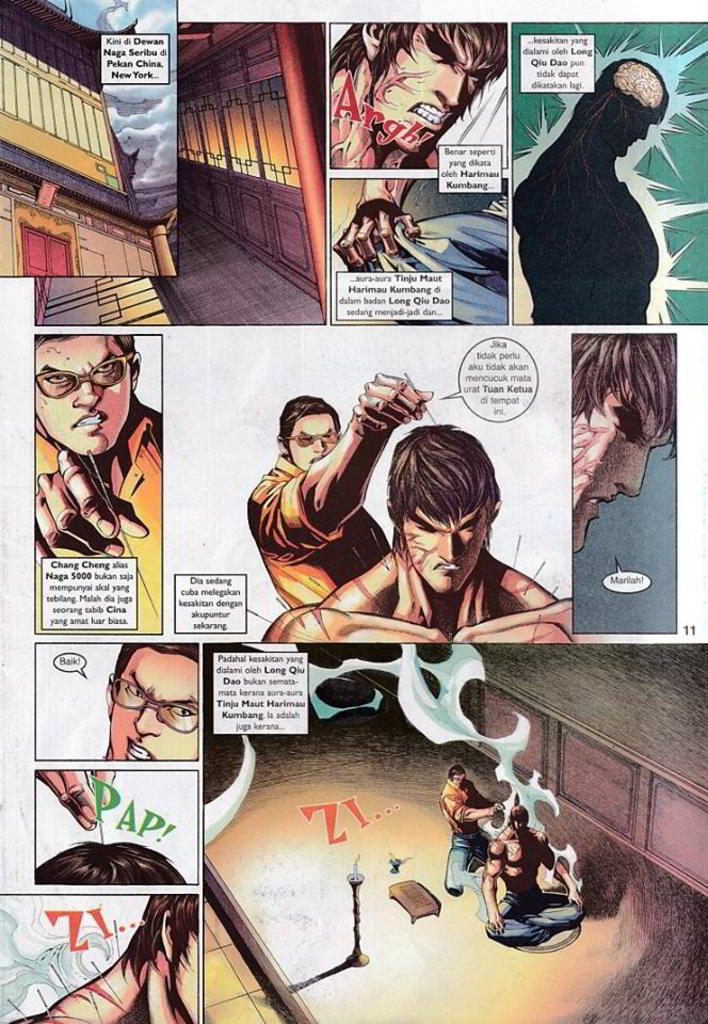 Kini di Dewan
Naga Seribu di
Pekan China,
New York...
Argh!
Benar seperti
yang dikata
oleh Harimau
Kumbang...
...aura-aura Tinju Maut
Harimau Kumbang di
dalam badan Long Qiu Dao
sedang menjadi-jadi dan...
...kesakitan yang
dialami oleh Long
Qiu Dao pun
tidak dapat
dikatakan lagi.
Chang Cheng alias
Naga 5000 bukan saja
mempunyai akal yang
tebilang. Malah dia juga
seorang tabib Cina
yang amat luar biasa.
Dia sedang
cuba melegakan
kesakitan dengan
akupuntur
sekarang.
Jika
tidak perlu
aku tidak akan
mencucuk mata
urat Tuan Ketua
di tempat
ini.
Marilah!
11
Baik!
PAP!
ZI...
Padahal kesakitan yang
dialami oleh Long Qiu
Dao bukan semata-
mata kerana aura-aura
Tinju Maut Harimau
Kumbang. Ia adalah
juga kerana...
ZI...